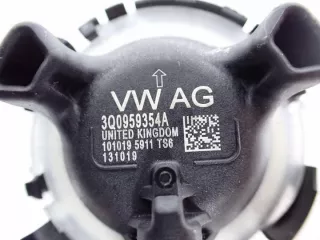 VW AG
3Q0959354A
UNITED KINGDOM
101019 5911 TS6
131019